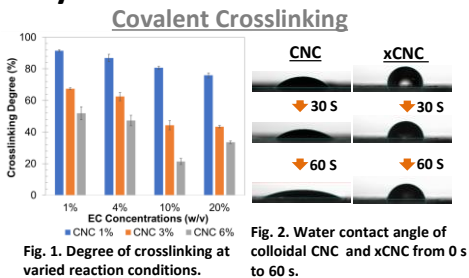 Covalent Crosslinking
Crosslinking Degree (%)
100
80
60
40
20
0
1%
4%
10%
20%
EC Concentrations (w/v)
CNC 1%
CNC 3%
CNC 6%
Fig. 1. Degree of crosslinking at
varied reaction conditions.
CNC
xCNC
30 S
30 S
60 S
60 S
Fig. 2. Water contact angle of
colloidal CNC and xCNC from 0 s
to 60 s.